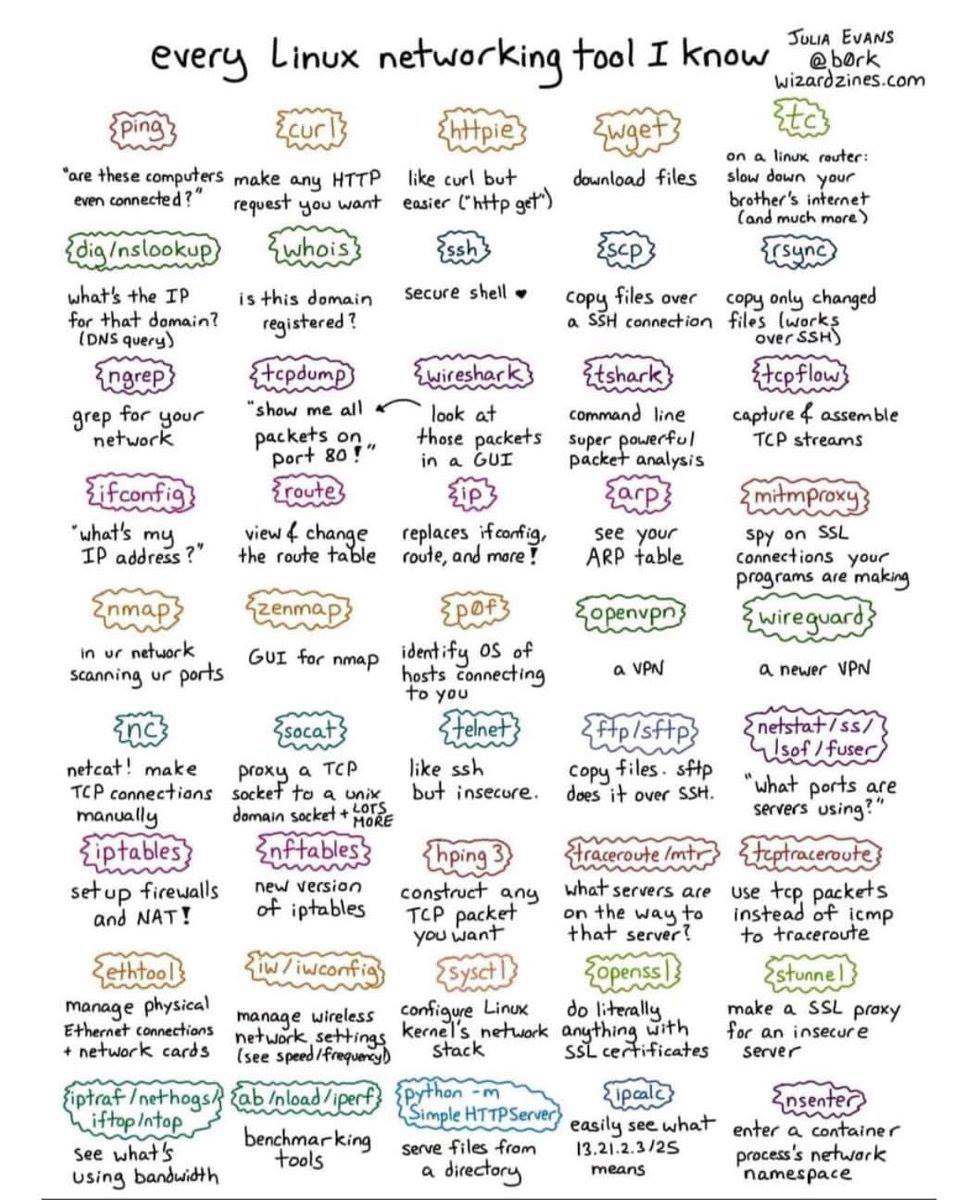 every Linux networking tool I know
JULIA EVANS
@b0rk
wizardzines.com
ping
"are these computers
even connected?"
curl
make any HTTP
request you want
httpie
like curl but
easier ("http get")
wget
download files
tc
on a linux router:
slow down your
brother's internet
(and much more)
dig/nslookup
what's the IP
for that domain?
(DNS query)
whois
is this domain
registered?
ssh
secure shell ♥
scp
copy files over
a SSH connection
rsync
copy only changed
files (works
over SSH)
ngrep
grep for your
network
tcpdump
"show me all
packets on
port 80!"
wireshark
look at
those packets
in a GUI
tshark
command line
super powerful
packet analysis
tcpflow
capture & assemble
TCP streams
ifconfig
"what's my
IP address?"
route
view & change
the route table
ip
replaces ifconfig,
route, and more!
arp
see your
ARP table
mitmproxy
spy on SSL
connections your
programs are making
nmap
in ur network
scanning ur ports
zenmap
GUI for nmap
p0f
identify OS of
hosts connecting
to you
openvpn
a VPN
wireguard
a newer VPN
nc
netcat! make
TCP connections
manually
socat
proxy a TCP
socket to a unix
domain socket + LOTS
MORE
telnet
like ssh
but insecure.
ftp/sftp
copy files. sftp
does it over SSH.
netstat/ss/
lsof/fuser
"what ports are
servers using?"
iptables
set up firewalls
and NAT!
nftables
new version
of iptables
hping3
construct any
TCP packet
you want
traceroute/mtr
what servers are
on the way to
that server?
tcptraceroute
use tcp packets
instead of icmp
to traceroute
ethtool
manage physical
Ethernet connections
+ network cards
iw/iwconfig
manage wireless
network settings
(see speed/frequency!)
sysctl
configure Linux
kernel's network
stack
openssl
do literally
anything with
SSL certificates
stunnel
make a SSL proxy
for an insecure
server
iptraf/nethogs/
iftop/ntop
see what's
using bandwidth
ab/nload/iperf
benchmarking
tools
python -m
SimpleHTTPServer
serve files from
a directory
ipcalc
easily see what
13.21.2.3/25
means
nsenter
enter a container
process's network
namespace